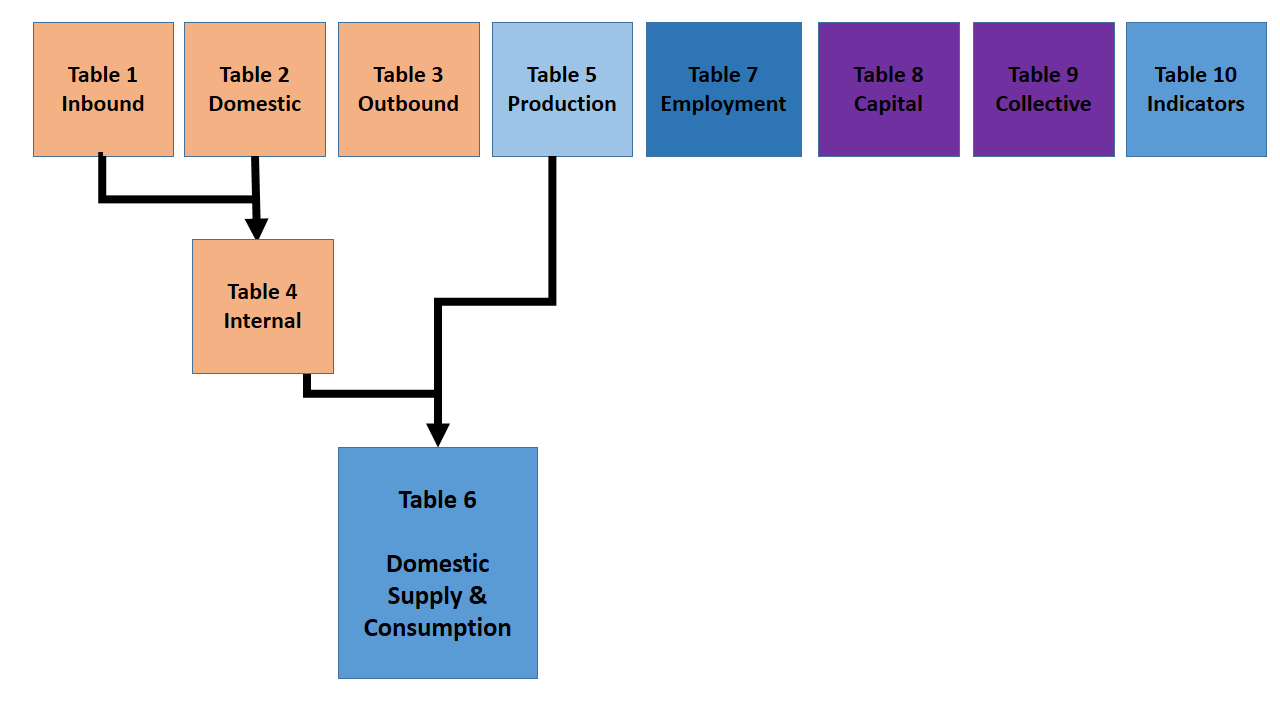 Table 1
Inbound
Table 2
Domestic
Table 3
Outbound
Table 5
Production
Table 7
Employment
Table 8
Capital
Table 9
Collective
Table 10
Indicators
Table 4
Internal
Table 6
Domestic
Supply &
Consumption